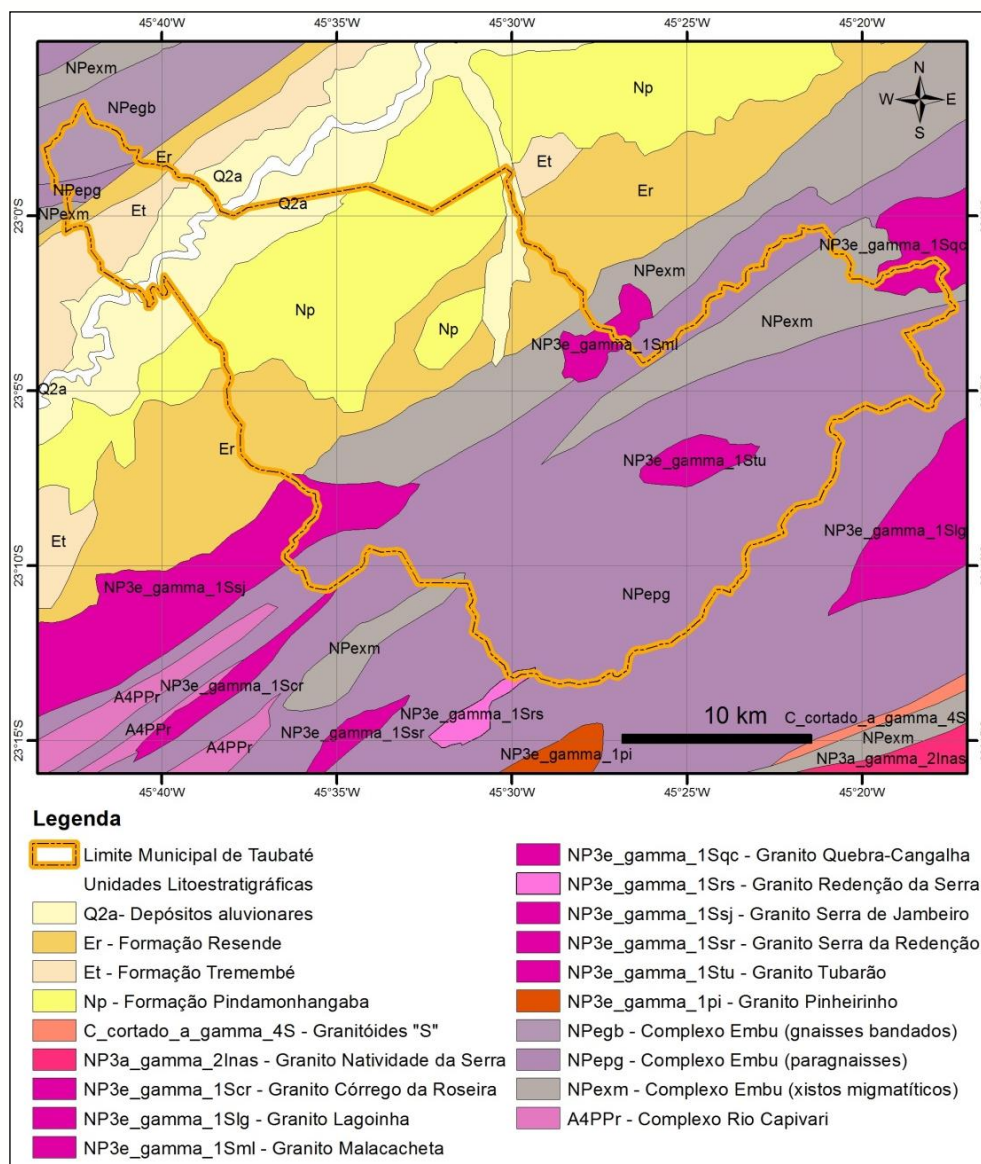 45°40'W 45°35'W 45°30'W 45°25'W 45°20'W
NPexm
NPegb
Np
N
W E
S
Er
Et
Q2a
NPepg
Er
23°0'S
NPexm
Et
Q2a
NP3e_gamma_1Sqc
NPexm
Np
Np
NPexm
NP3e_gamma_1Sml
23°5'S
Q2a
Er
NP3e_gamma_1Stu
Et
NP3e_gamma_1Slg
23°10'S
NP3e_gamma_1Ssj
NPepg
NPexm
A4PPr
NP3e_gamma_1Scr
NP3e_gamma_1Srs
10 km
C_cortado_a_gamma_4S
A4PPr
NP3e_gamma_1Ssr
NPexm
23°15'S
A4PPr
NP3e_gamma_1pi
NP3a_gamma_2Inas
45°40'W 45°35'W 45°30'W 45°25'W 45°20'W
Legenda
Limite Municipal de Taubaté
Unidades Litoestratigráficas
Q2a- Depósitos aluvionares
Er - Formação Resende
Et - Formação Tremembé
Np - Formação Pindamonhangaba
C_cortado_a_gamma_4S - Granitóides "S"
NP3a_gamma_2Inas - Granito Natividade da Serra
NP3e_gamma_1Scr - Granito Córrego da Roseira
NP3e_gamma_1Slg - Granito Lagoinha
NP3e_gamma_1Sml - Granito Malacacheta
NP3e_gamma_1Sqc - Granito Quebra-Cangalha
NP3e_gamma_1Srs - Granito Redenção da Serra
NP3e_gamma_1Ssj - Granito Serra de Jambeiro
NP3e_gamma_1Ssr - Granito Serra da Redenção
NP3e_gamma_1Stu - Granito Tubarão
NP3e_gamma_1pi - Granito Pinheirinho
NPegb - Complexo Embu (gnaisses bandados)
NPepg - Complexo Embu (paragnaisses)
NPexm - Complexo Embu (xistos migmatíticos)
A4PPr - Complexo Rio Capivari